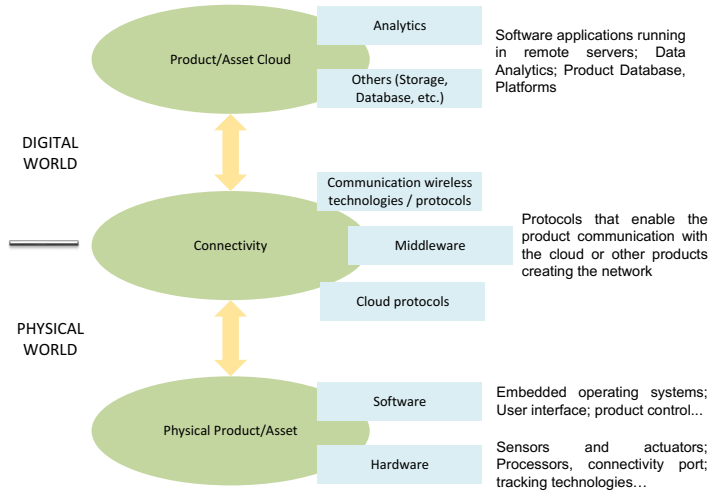 Analytics
Product/Asset Cloud
Others (Storage,
Database, etc.)
Software applications running
in remote servers; Data
Analytics; Product Database,
Platforms
DIGITAL
WORLD
Communication wireless
technologies / protocols
Connectivity
Middleware
Cloud protocols
Protocols that enable the
product communication with
the cloud or other products
creating the network
PHYSICAL
WORLD
Software
Physical Product/Asset
Hardware
Embedded operating systems;
User interface; product control...
Sensors and actuators;
Processors, connectivity port;
tracking technologies…